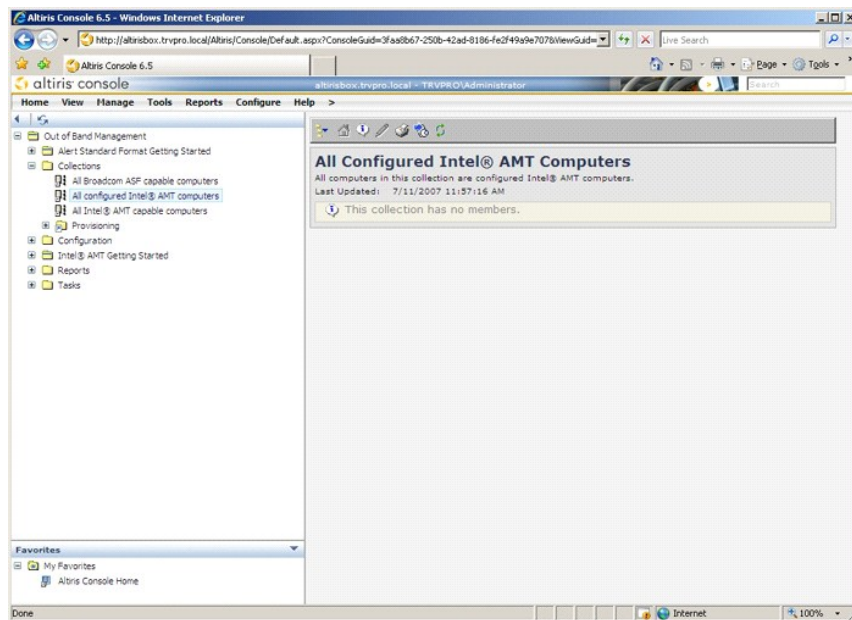 Altiris Console 6.5 - Windows Internet Explorer
http://altirisbox.trvpro.local/Altiris/Console/Default.aspx?ConsoleGuid=3faa8b67-250b-42ad-8186-fe2f49a9e707&ViewGuid=
Live Search
Altiris Console 6.5
Page
Tools
altiris console
altirisbox.trvpro.local - TRVPRO\Administrator
Search
Home View Manage Tools Reports Configure Help >
Out of Band Management
Alert Standard Format Getting Started
Collections
All Broadcom ASF capable computers
All configured Intel® AMT computers
All Intel® AMT capable computers
Provisioning
Configuration
Intel® AMT Getting Started
Reports
Tasks
All Configured Intel® AMT Computers
All computers in this collection are configured Intel® AMT computers.
Last Updated: 7/11/2007 11:57:16 AM
This collection has no members.
Favorites
My Favorites
Altiris Console Home
Done
Internet
100%